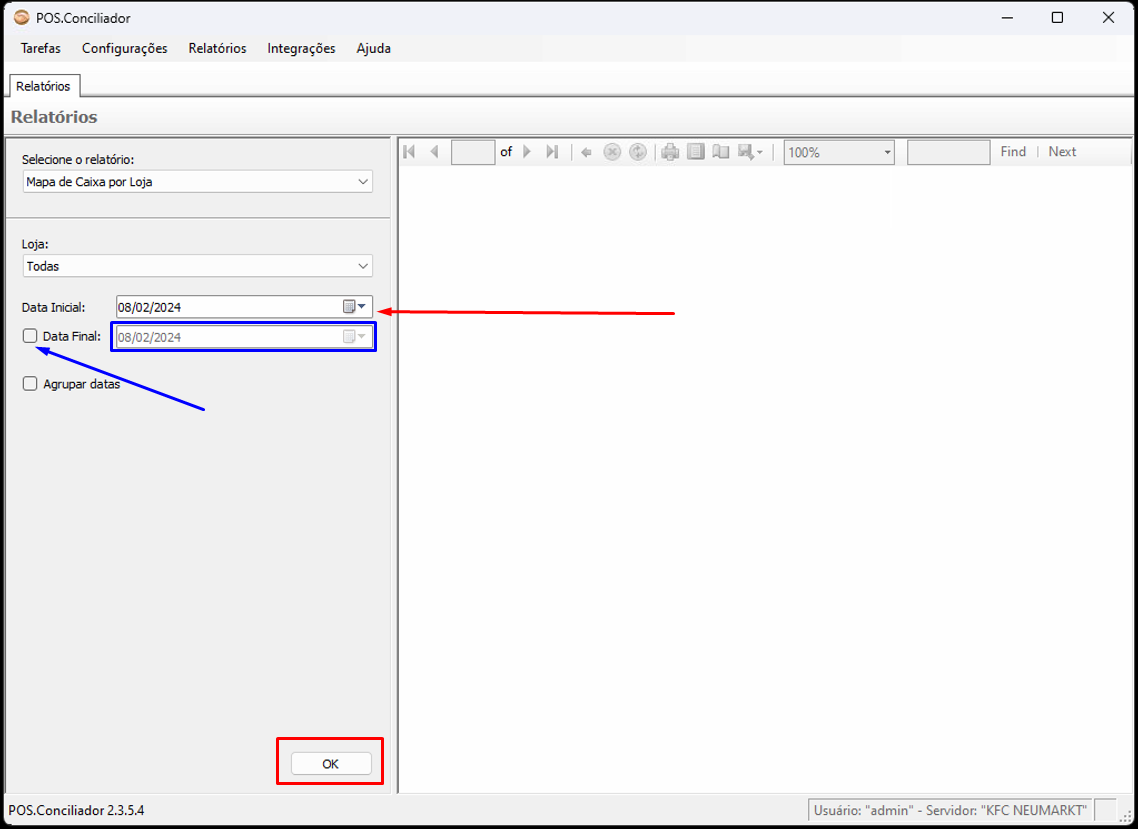 POS.Conciliador
Tarefas Configurações Relatórios Integrações Ajuda
Relatórios
Relatórios
Selecione o relatório:
Mapa de Caixa por Loja
of 100% Find Next
Loja:
Todas
Data Inicial: 08/02/2024
Data Final: 08/02/2024
Agrupar datas
OK
POS.Conciliador 2.3.5.4
Usuário: "admin" - Servidor: "KFC NEUMARKT"